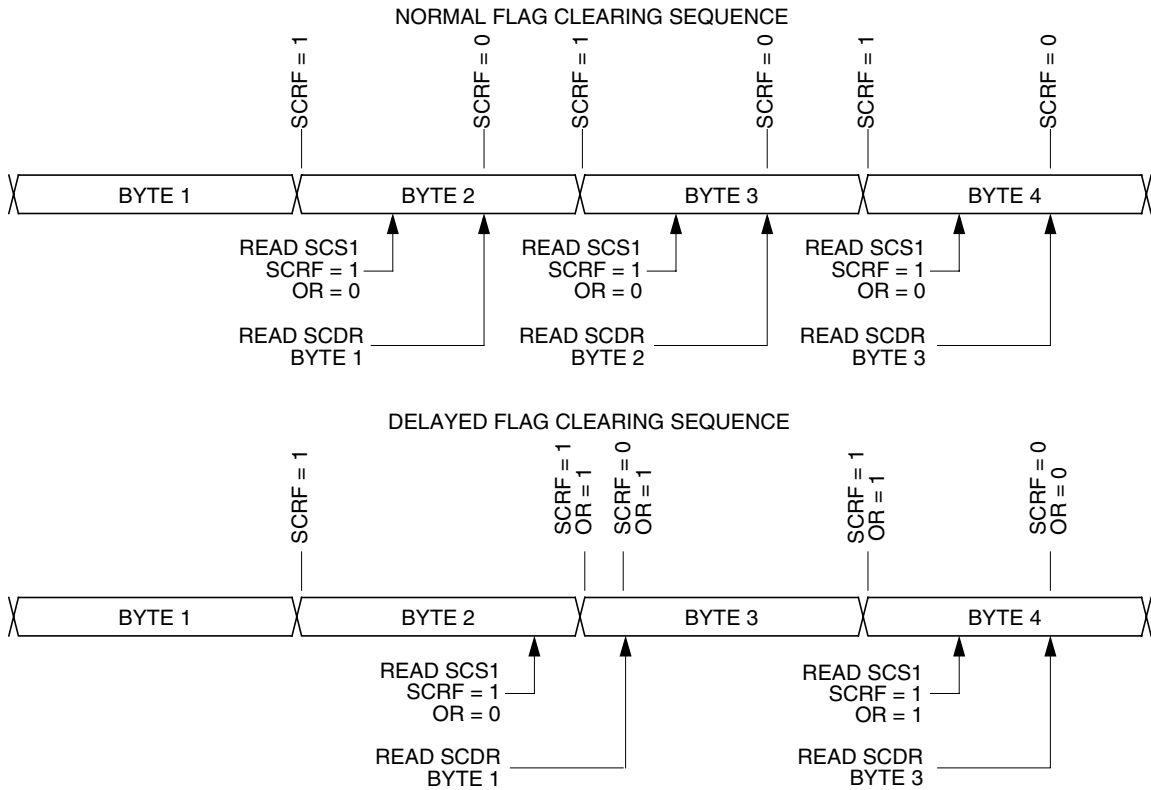 NORMAL FLAG CLEARING SEQUENCE
SCRF = 1
SCRF = 0
SCRF = 1
SCRF = 0
SCRF = 1
SCRF = 0
BYTE 1
BYTE 2
BYTE 3
BYTE 4
READ SCS1
SCRF = 1
OR = 0
READ SCS1
SCRF = 1
OR = 0
READ SCS1
SCRF = 1
OR = 0
READ SCDR
BYTE 1
READ SCDR
BYTE 2
READ SCDR
BYTE 3
DELAYED FLAG CLEARING SEQUENCE
SCRF = 1
SCRF = 1
OR = 1
SCRF = 0
OR = 1
SCRF = 1
OR = 1
SCRF = 0
OR = 0
BYTE 1
BYTE 2
BYTE 3
BYTE 4
READ SCS1
SCRF = 1
OR = 0
READ SCS1
SCRF = 1
OR = 1
READ SCDR
BYTE 1
READ SCDR
BYTE 3